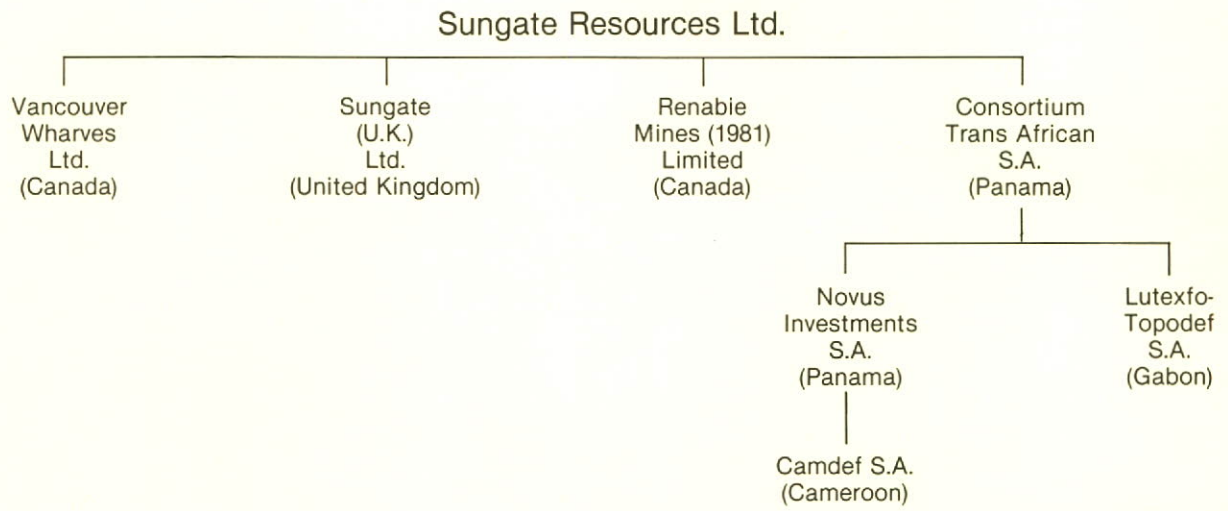 Sungate Resources Ltd.
Vancouver
Wharves
Ltd.
(Canada)
Sungate
(U.K.)
Ltd.
(United Kingdom)
Renabie
Mines (1981)
Limited
(Canada)
Consortium
Trans African
S.A.
(Panama)
Novus
Investments
S.A.
(Panama)
Lutexfo-
Topodef
S.A.
(Gabon)
Camdef S.A.
(Cameroon)